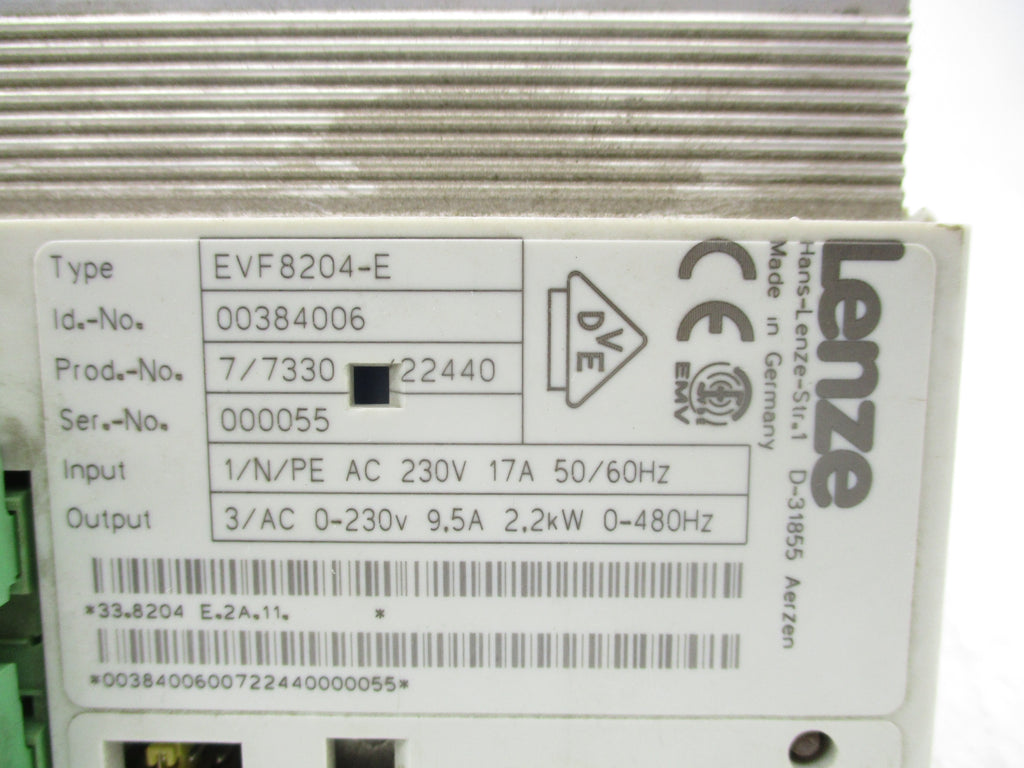 Type EVF8204-E
Id.-No. 00384006
Prod.-No. 7/7330 /22440
Ser.-No. 000055
Input 1/N/PE AC 230V 17A 50/60Hz
Output 3/AC 0-230v 9.5A 2.2kW 0-480Hz
*33.8204 E.2A.11. *
*00384006007224400000055*
VDE
CE
EMV
Lenze
Hans-Lenze-Str.1 D-31855 Aerzen
Made in Germany